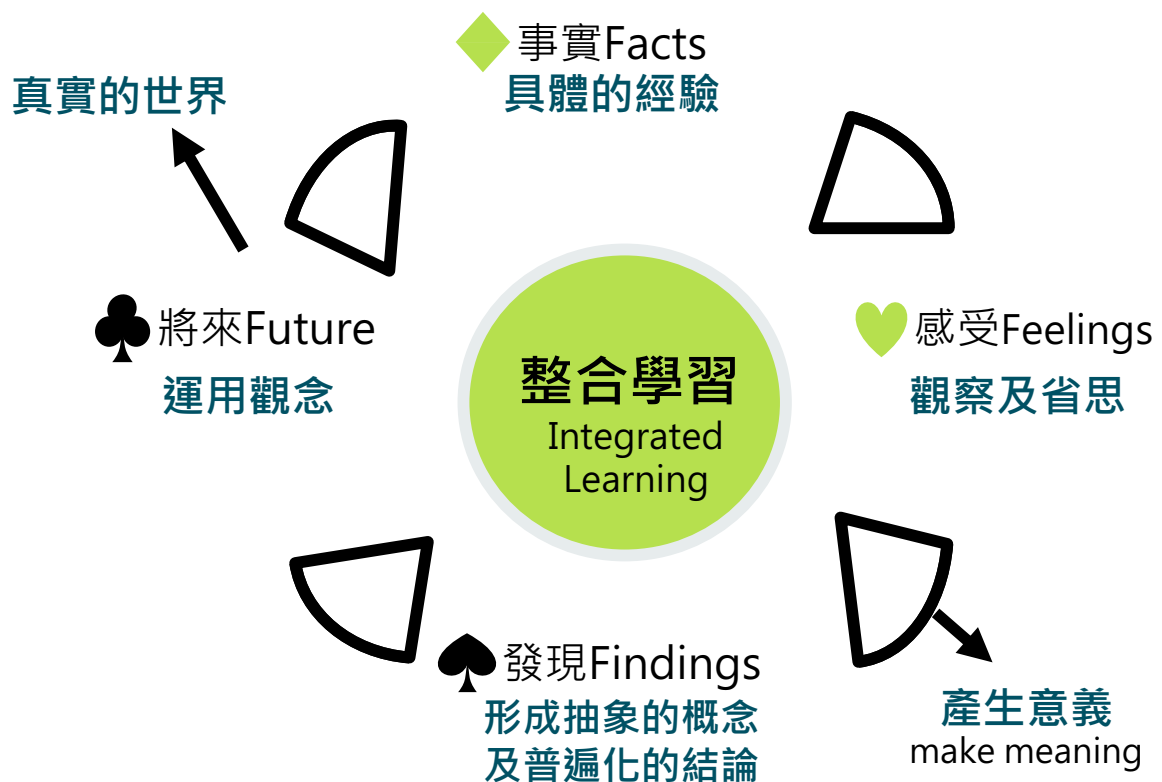 事實Facts
具體的經驗
真實的世界
將來Future
運用觀念
整合學習
Integrated
Learning
感受Feelings
觀察及省思
發現Findings
形成抽象的概念
及普遍化的結論
產生意義
make meaning